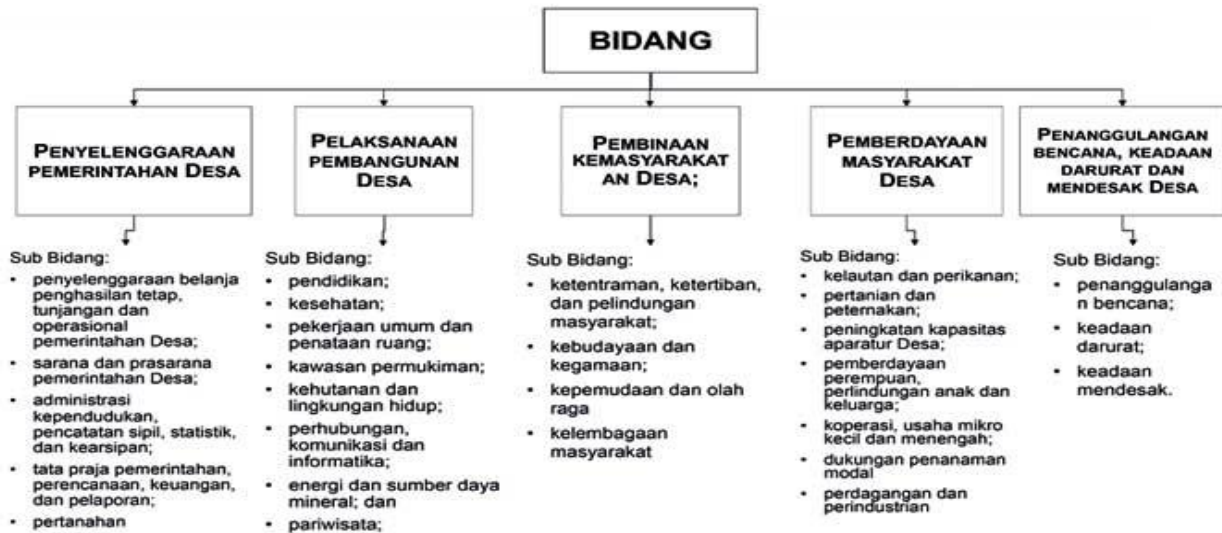 BIDANG
PENYELENGGARAAN
PEMERINTAHAN DESA
PELAKSANAAN
PEMBANGUNAN
DESA
PEMBINAAN
KEMASYARAKAT
AN DESA;
PEMBERDAYAAN
MASYARAKAT
DESA
PENANGGULANGAN
BENCANA, KEADAAN
DARURAT DAN
MENDESAK DESA
Sub Bidang:
• penyelenggaraan belanja
penghasilan tetap,
tunjangan dan
operasional
pemerintahan Desa;
• sarana dan prasarana
pemerintahan Desa;
• administrasi
kependudukan,
pencatatan sipil, statistik,
dan kearsipan;
• tata praja pemerintahan,
perencanaan, keuangan,
dan pelaporan;
• pertanahan
Sub Bidang:
• pendidikan;
• kesehatan;
• pekerjaan umum dan
penataan ruang;
• kawasan permukiman;
• kehutanan dan
lingkungan hidup;
• perhubungan,
komunikasi dan
informatika;
• energi dan sumber daya
mineral; dan
• pariwisata;
Sub Bidang:
• ketentraman, ketertiban,
dan pelindungan
masyarakat;
• kebudayaan dan
kegamaan;
• kepemudaan dan olah
raga
• kelembagaan
masyarakat
Sub Bidang:
• kelautan dan perikanan;
• pertanian dan
peternakan;
• peningkatan kapasitas
aparatur Desa;
• pemberdayaan
perempuan,
perlindungan anak dan
keluarga;
• koperasi, usaha mikro
kecil dan menengah;
• dukungan penanaman
modal
• perdagangan dan
perindustrian
Sub Bidang:
• penanggulanga
n bencana;
• keadaan
darurat;
• keadaan
mendesak.